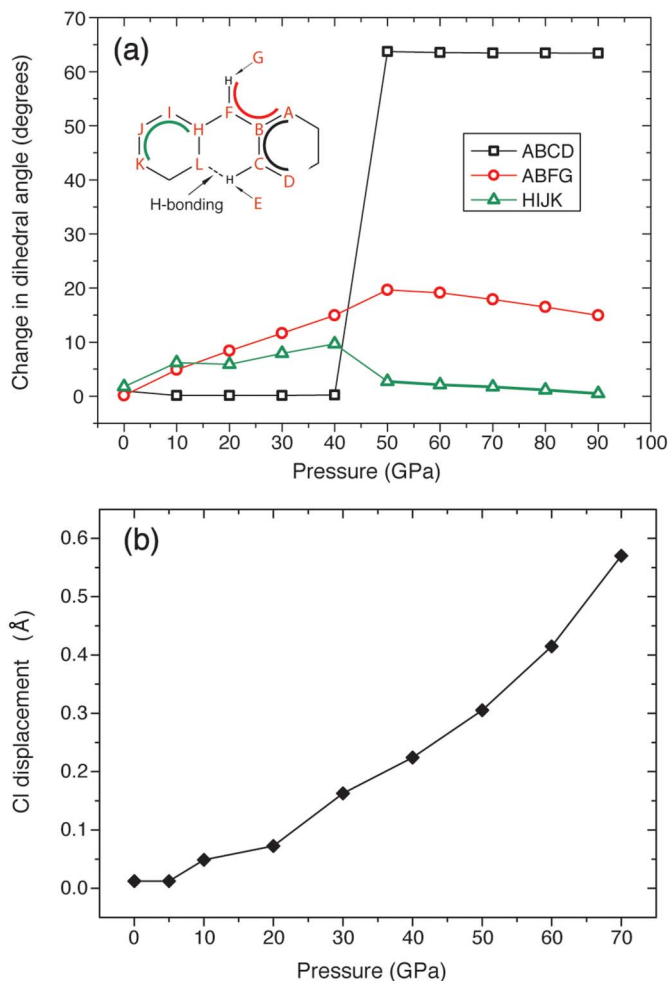 (a)
Change in dihedral angle (degrees)
70
60
50
40
30
20
10
0
G
H
I
F
A
J
H
B
K
L
C
H
D
H-bonding
E
ABCD
ABFG
HIJK
0 10 20 30 40 50 60 70 80 90 100
Pressure (GPa)
(b)
Cl displacement (Å)
0.6
0.5
0.4
0.3
0.2
0.1
0.0
0 10 20 30 40 50 60 70
Pressure (GPa)